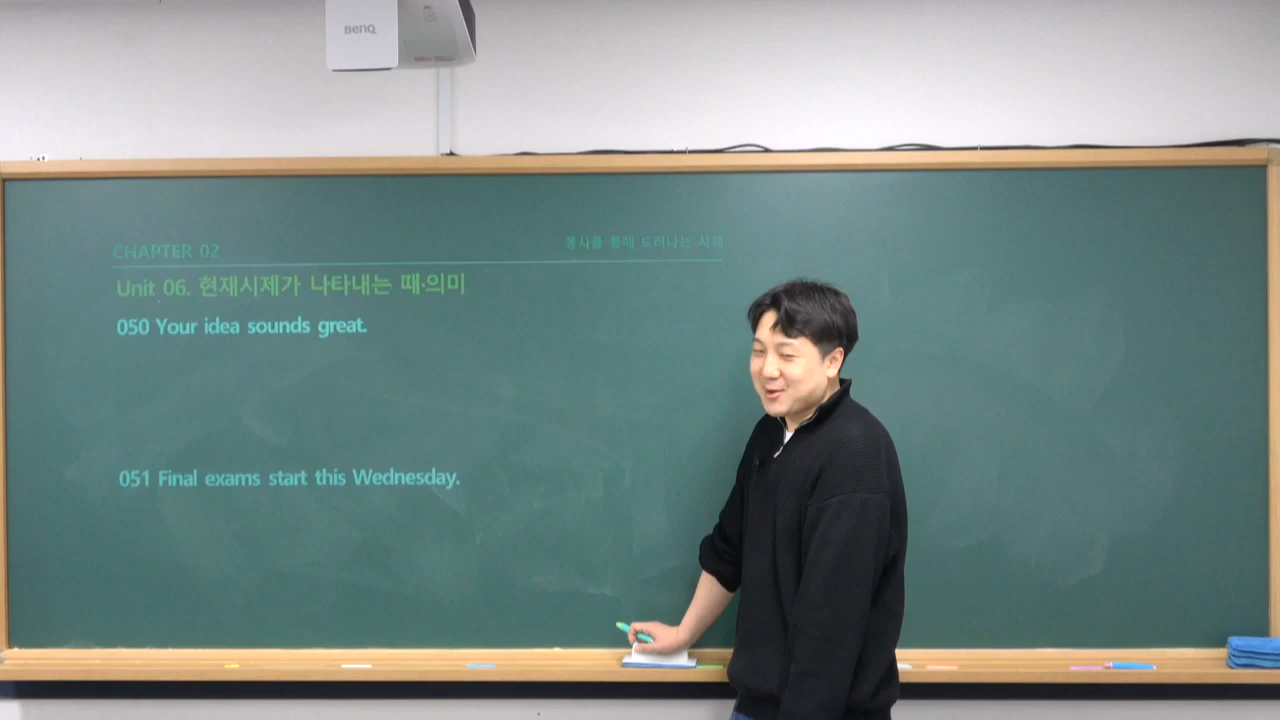 BenQ
CHAPTER 02
동사를 통해 드러나는 시제
Unit 06. 현재시제가 나타내는 때·의미
050 Your idea sounds great.
051 Final exams start this Wednesday.